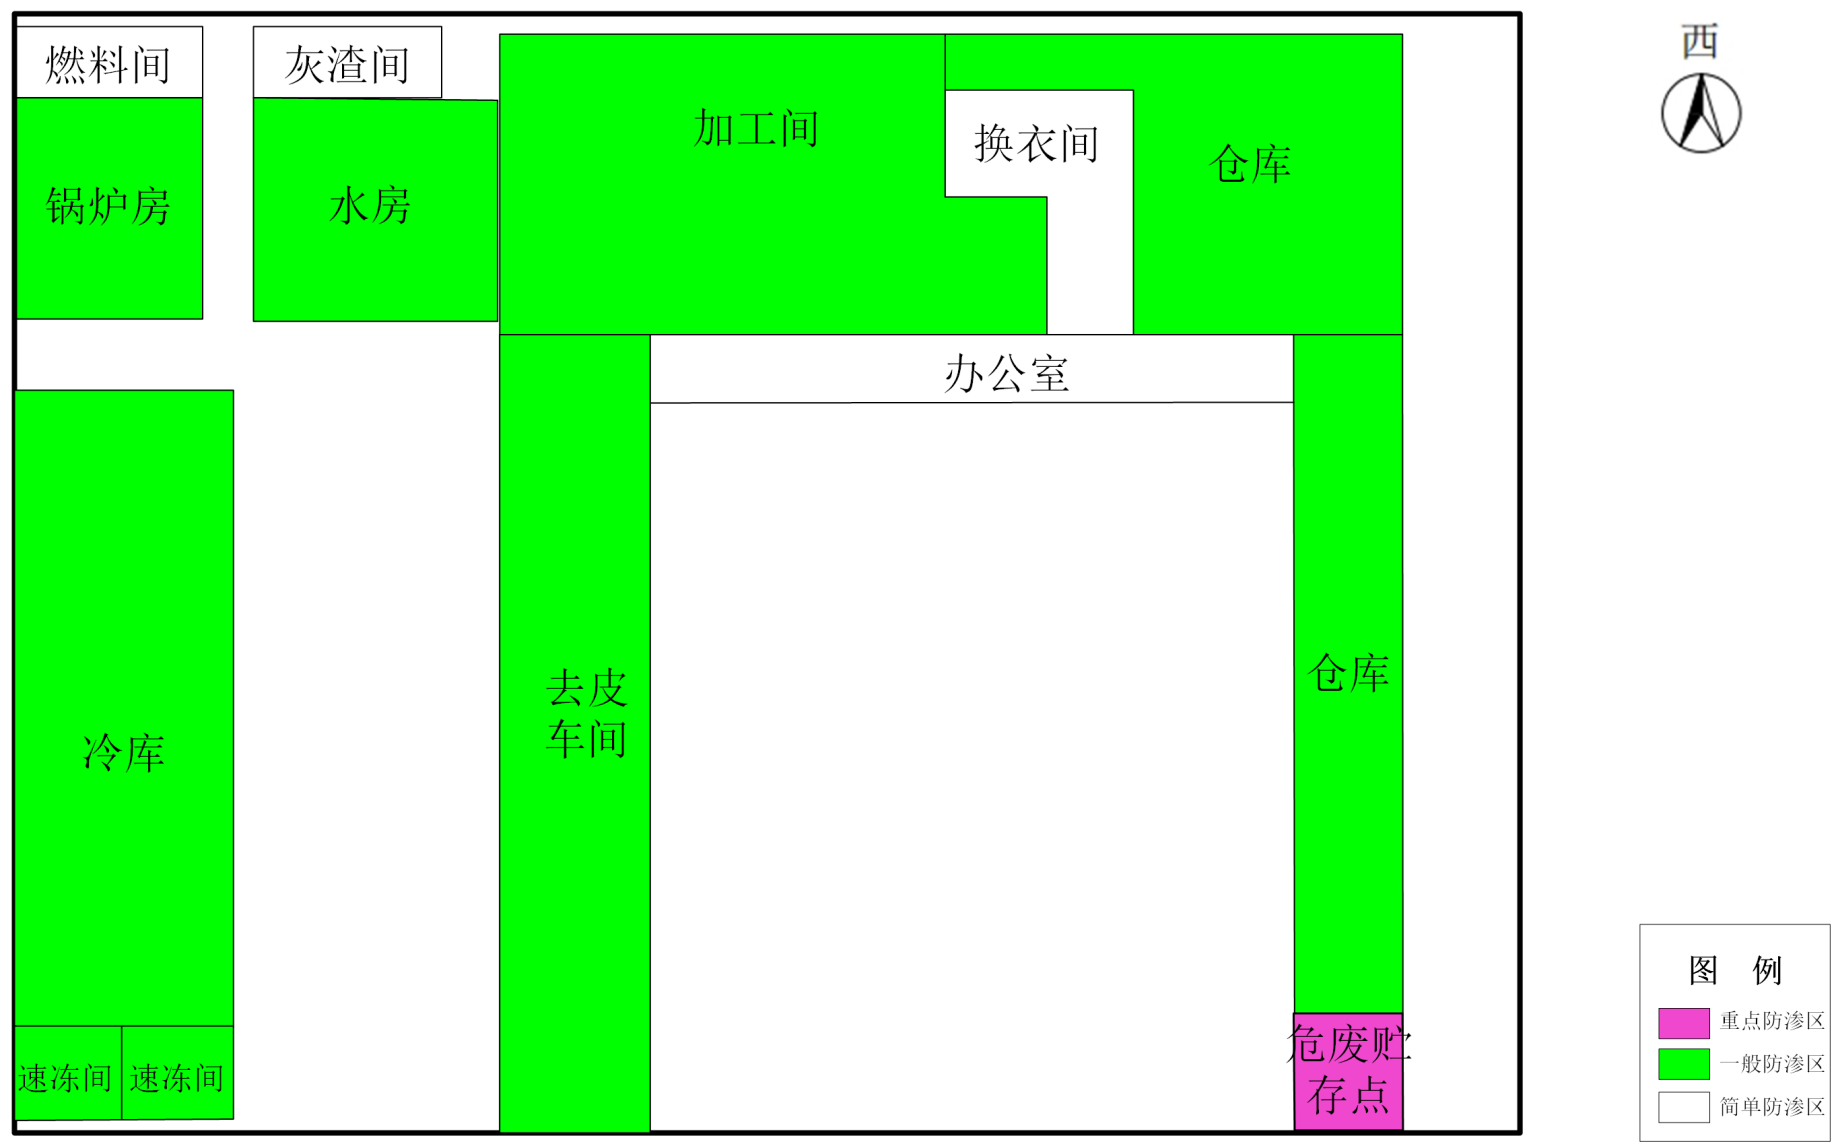 西
燃料间
灰渣间
加工间
换衣间
仓库
锅炉房
水房
办公室
去皮
车间
仓库
冷库
速冻间
速冻间
危废贮
存点
图 例
重点防渗区
一般防渗区
简单防渗区